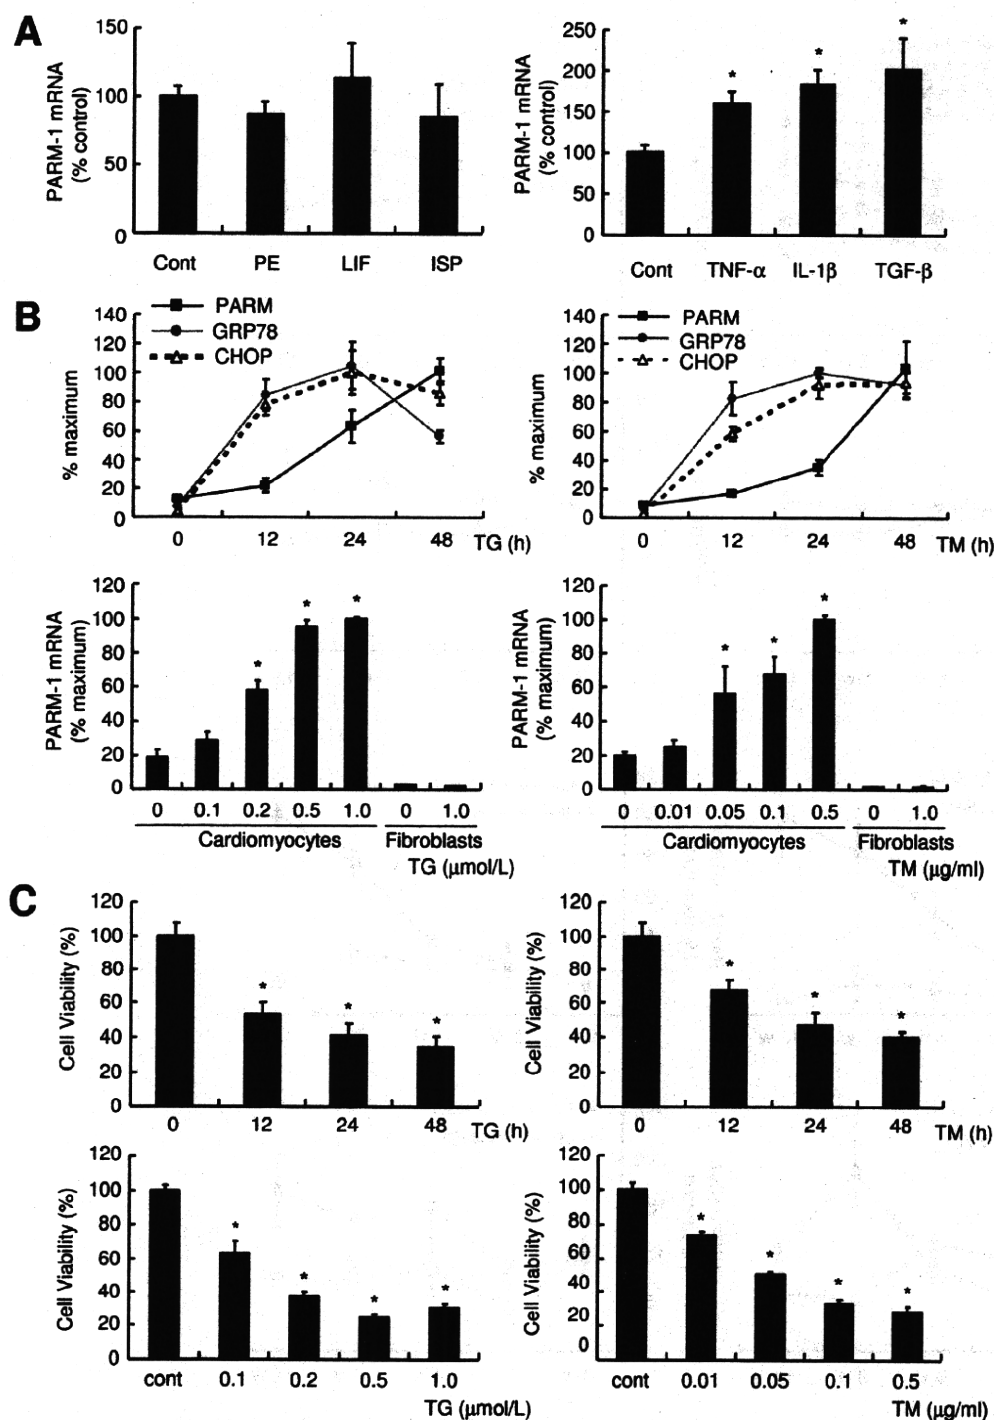 A
PARM-1 mRNA
(% control)
150
100
50
0
Cont PE LIF ISP
PARM-1 mRNA
(% control)
250
200
150
100
50
0
* * *
Cont TNF-α IL-1β TGF-β
B
PARM
GRP78
CHOP
% maximum
140
120
100
80
60
40
20
0
0 12 24 48 TG (h)
PARM
GRP78
CHOP
% maximum
140
120
100
80
60
40
20
0
0 12 24 48 TM (h)
PARM-1 mRNA
(% maximum)
120
100
80
60
40
20
0
* * *
0 0.1 0.2 0.5 1.0 0 1.0
Cardiomyocytes Fibroblasts
TG (μmol/L)
PARM-1 mRNA
(% maximum)
120
100
80
60
40
20
0
* * *
0 0.01 0.05 0.1 0.5 0 1.0
Cardiomyocytes Fibroblasts
TM (μg/ml)
C
Cell Viability (%)
120
100
80
60
40
20
0
* * *
0 12 24 48 TG (h)
Cell Viability (%)
120
100
80
60
40
20
0
* * *
0 12 24 48 TM (h)
Cell Viability (%)
120
100
80
60
40
20
0
* * * *
cont 0.1 0.2 0.5 1.0
TG (μmol/L)
Cell Viability (%)
120
100
80
60
40
20
0
* * * *
cont 0.01 0.05 0.1 0.5
TM (μg/ml)